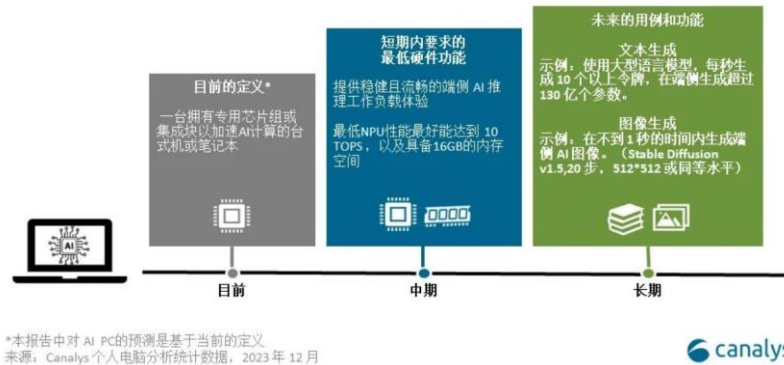 目前的定义*
一台拥有专用芯片组或
集成块以加速AI计算的台
式机或笔记本
短期内要求的
最低硬件功能
提供稳健且流畅的端侧 AI 推
理工作负载体验
最低NPU性能最好能达到 10
TOPS，以及具备16GB的内存
空间
未来的用例和功能
文本生成
示例：使用大型语言模型，每秒生
成 10 个以上令牌，在端侧生成超过
130 亿个参数。
图像生成
示例：在不到 1 秒的时间内生成端
侧 AI 图像。（Stable Diffusion
v1.5,20 步，512*512 或同等水平）
AI
目前
中期
长期
*本报告中对 AI PC的预测是基于当前的定义
来源：Canalys 个人电脑分析统计数据，2023 年 12 月
canalys